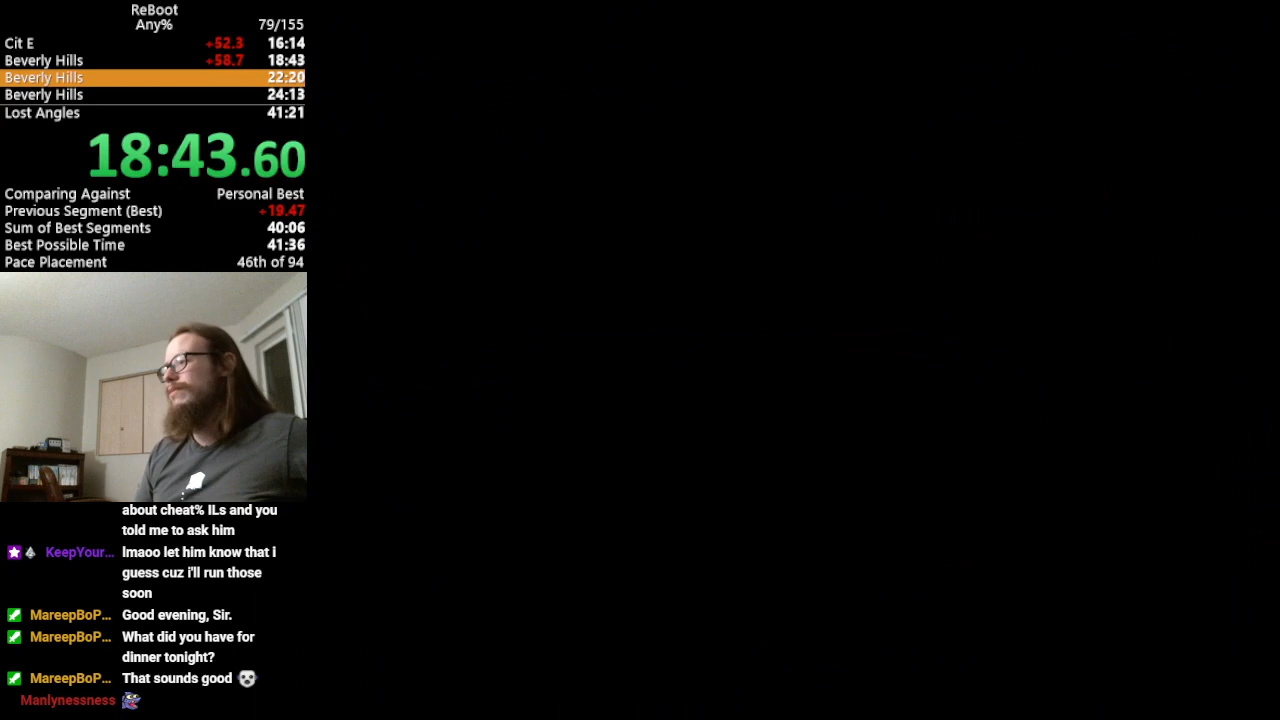 ReBoot
Any% 79/155
Cit E +52.3 16:14
Beverly Hills +58.7 18:43
Beverly Hills 22:20
Beverly Hills 24:13
Lost Angles 41:21
18:43.60
Comparing Against Personal Best
Previous Segment (Best) +19.47
Sum of Best Segments 40:06
Best Possible Time 41:36
Pace Placement 46th of 94
about cheat% ILs and you
told me to ask him
KeepYour... lmaoo let him know that i
guess cuz i'll run those
soon
MareepBoP... Good evening, Sir.
MareepBoP... What did you have for
dinner tonight?
MareepBoP... That sounds good
Manlynessness